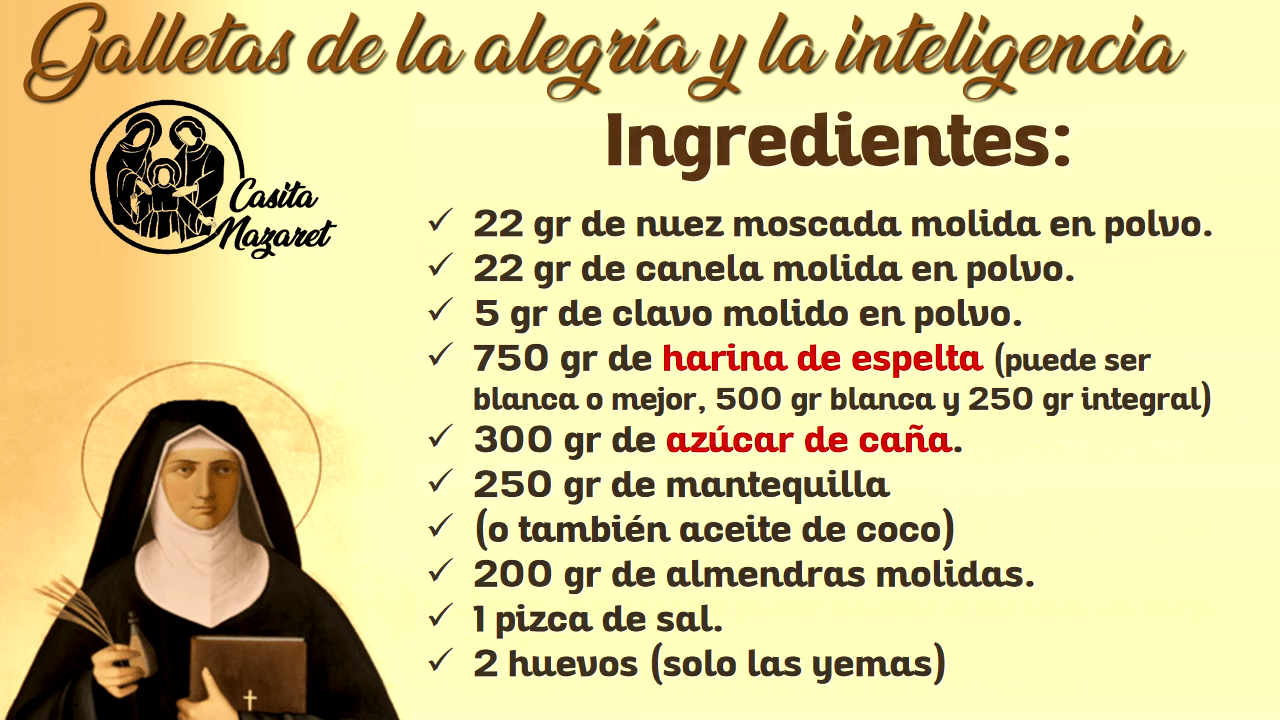 Galletas de la alegría y la inteligencia
Casita
Nazaret
Ingredientes:
✓ 22 gr de nuez moscada molida en polvo.
✓ 22 gr de canela molida en polvo.
✓ 5 gr de clavo molido en polvo.
✓ 750 gr de harina de espelta (puede ser
blanca o mejor, 500 gr blanca y 250 gr integral)
✓ 300 gr de azúcar de caña.
✓ 250 gr de mantequilla
✓ (o también aceite de coco)
✓ 200 gr de almendras molidas.
✓ 1 pizca de sal.
✓ 2 huevos (solo las yemas)